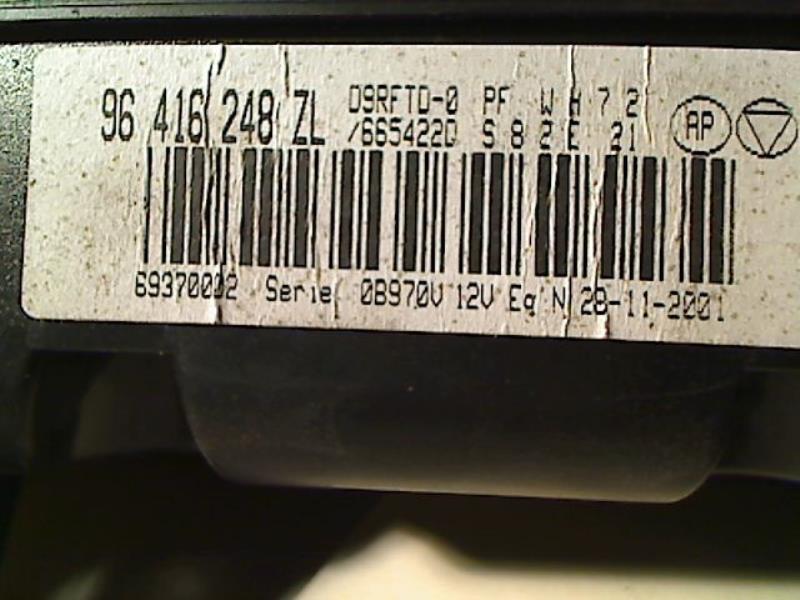 96 416 248 ZL D9RFTD-0 PF W H 7 2
/665422D S 8 2 E 21
AP
69370002 Serie 0B970V 12V Eq N 28-11-2001